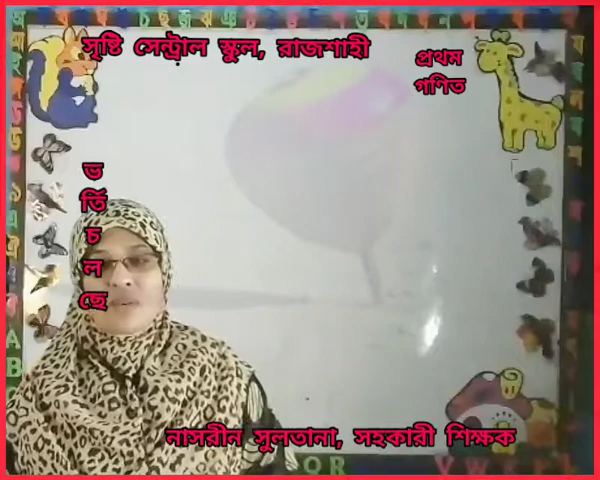 সৃষ্টি সেন্ট্রাল স্কুল, রাজশাহী
প্রথম
গণিত
ভ
র্তি
চ
ল
ছে
নাসরীন সুলতানা, সহকারী শিক্ষক